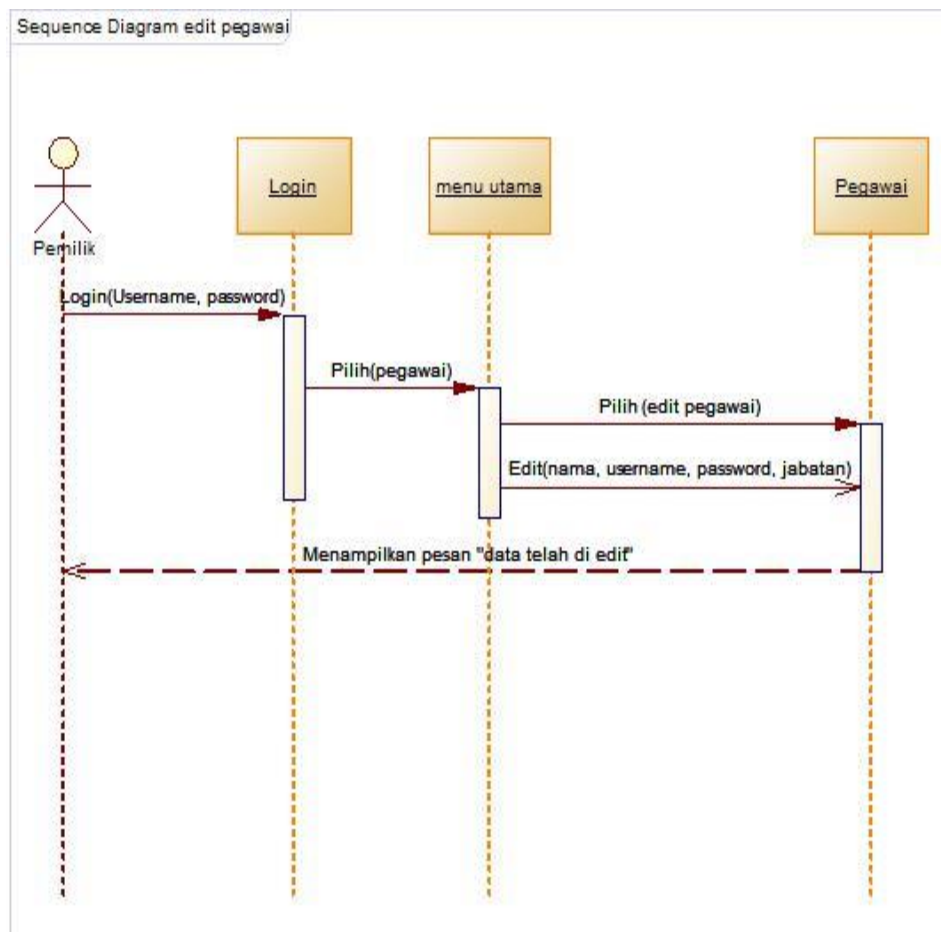 Sequence Diagram edit pegawai
Pemilik
Login
menu utama
Pegawai
Login(Username, password)
Pilih(pegawai)
Pilih (edit pegawai)
Edit(nama, username, password, jabatan)
Menampilkan pesan "data telah di edit"